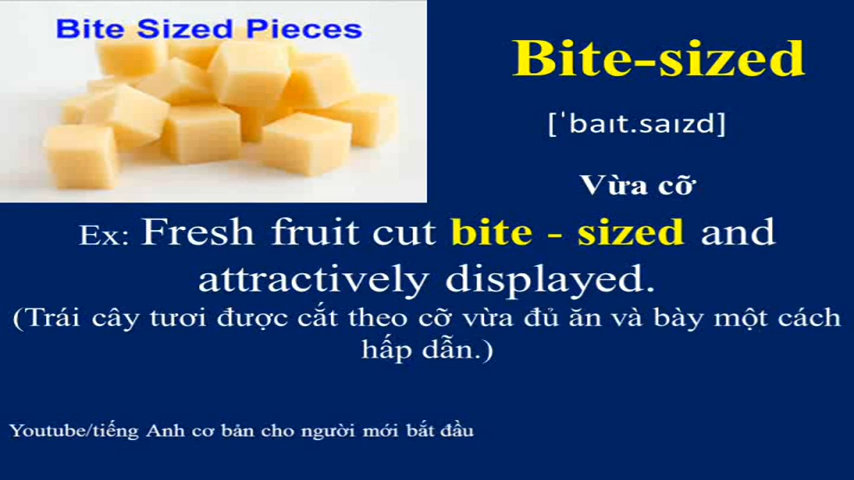 Bite Sized Pieces
Bite-sized
[ˈbaɪt.saɪzd]
Vừa cỡ
Ex: Fresh fruit cut bite - sized and
attractively displayed.
(Trái cây tươi được cắt theo cỡ vừa đủ ăn và bày một cách
hấp dẫn.)
Youtube/tiếng Anh cơ bản cho người mới bắt đầu